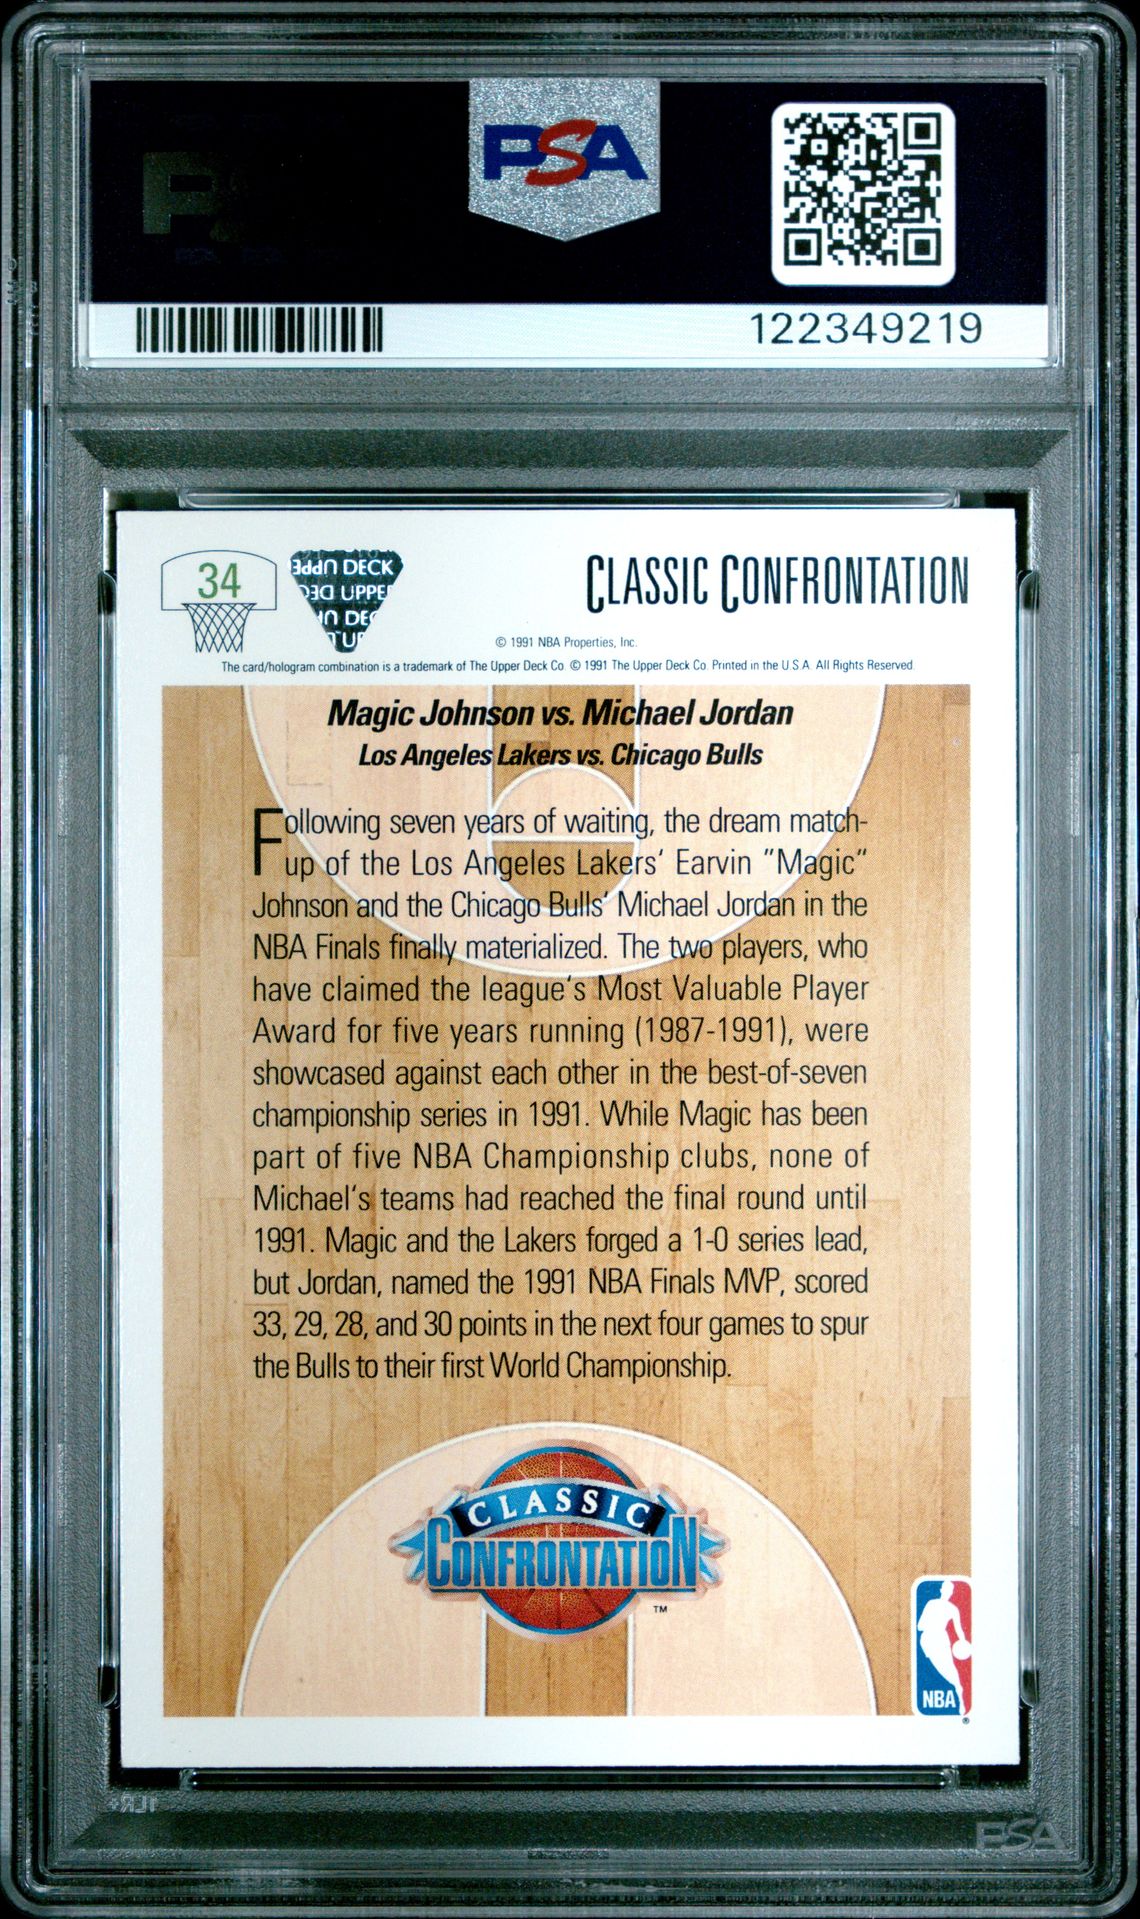 PSA
122349219
34
UPPER DECK
UPPER
DECK
CLASSIC CONFRONTATION
© 1991 NBA Properties, Inc.
The card/hologram combination is a trademark of The Upper Deck Co. © 1991 The Upper Deck Co. Printed in the U.S.A. All Rights Reserved.
Magic Johnson vs. Michael Jordan
Los Angeles Lakers vs. Chicago Bulls
Following seven years of waiting, the dream match-
up of the Los Angeles Lakers' Earvin "Magic"
Johnson and the Chicago Bulls' Michael Jordan in the
NBA Finals finally materialized. The two players, who
have claimed the league's Most Valuable Player
Award for five years running (1987-1991), were
showcased against each other in the best-of-seven
championship series in 1991. While Magic has been
part of five NBA Championship clubs, none of
Michael's teams had reached the final round until
1991. Magic and the Lakers forged a 1-0 series lead,
but Jordan, named the 1991 NBA Finals MVP, scored
33, 29, 28, and 30 points in the next four games to spur
the Bulls to their first World Championship.
CLASSIC
CONFRONTATION
™
NBA
®
PSA